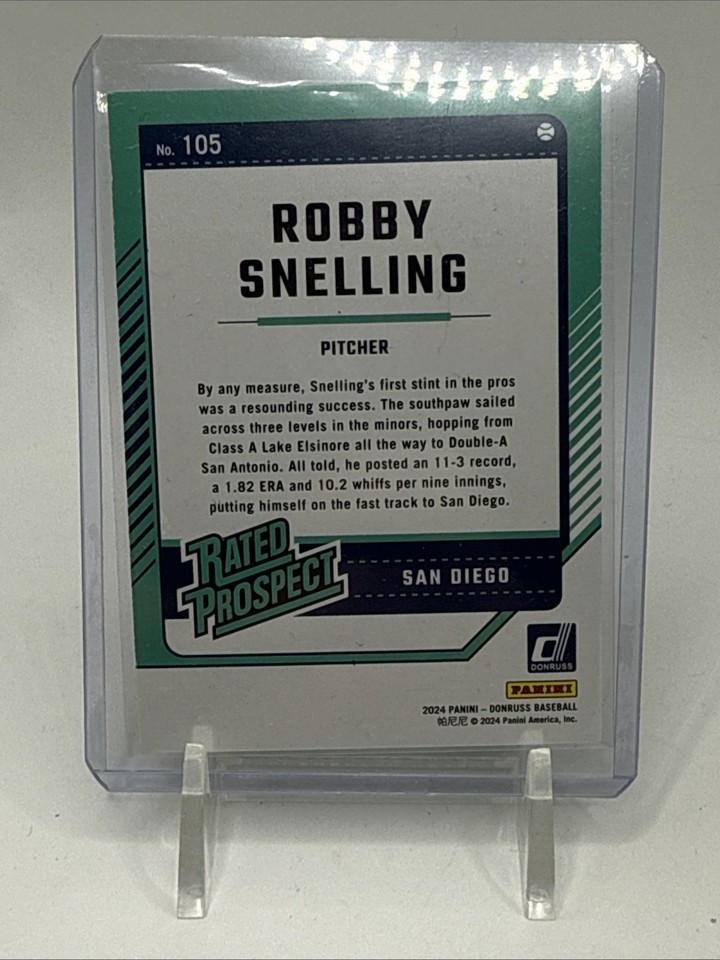 No. 105
ROBBY
SNELLING
PITCHER
By any measure, Snelling's first stint in the pros
was a resounding success. The southpaw sailed
across three levels in the minors, hopping from
Class A Lake Elsinore all the way to Double-A
San Antonio. All told, he posted an 11-3 record,
a 1.82 ERA and 10.2 whiffs per nine innings,
putting himself on the fast track to San Diego.
RATED
PROSPECT
SAN DIEGO
DONRUSS
PANINI
2024 PANINI – DONRUSS BASEBALL
帕尼尼 © 2024 Panini America, Inc.